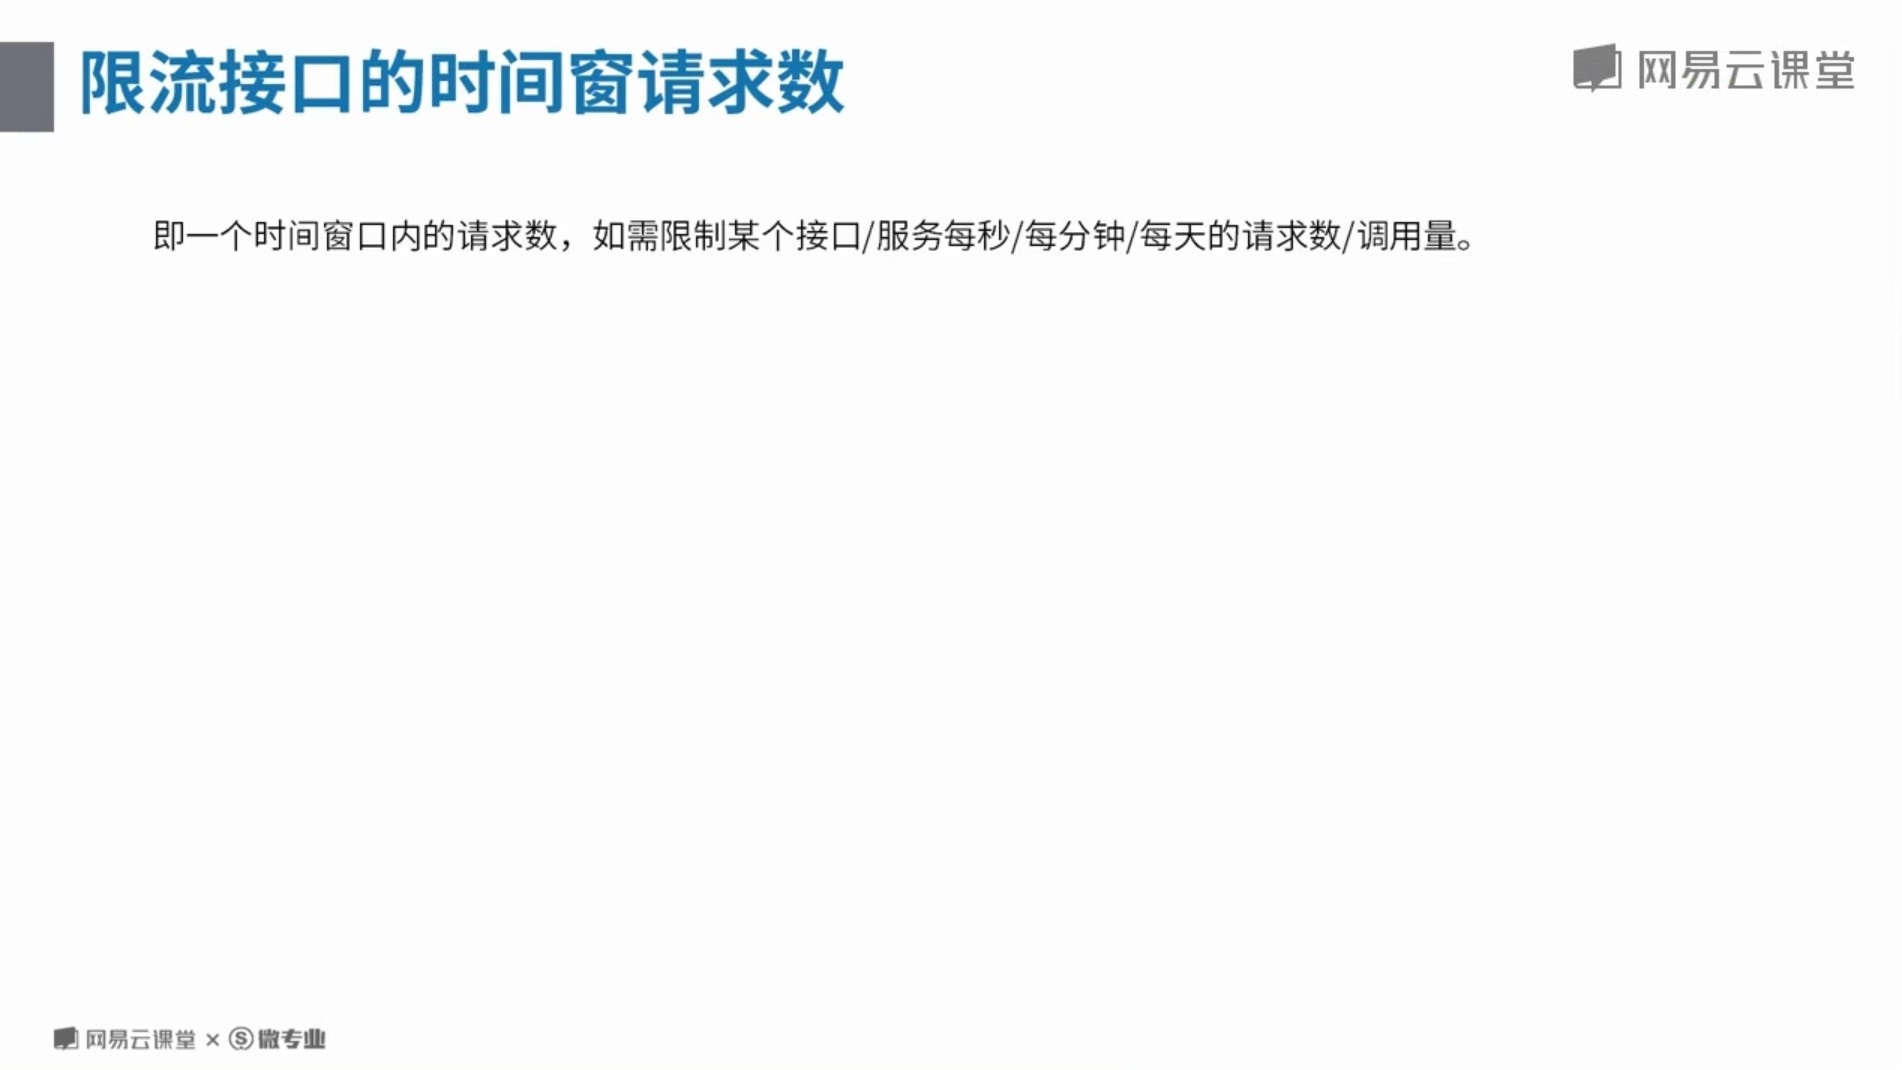 限流接口的时间窗请求数
网易云课堂
即一个时间窗口内的请求数，如需限制某个接口/服务每秒/每分钟/每天的请求数/调用量。
网易云课堂 × Ⓢ微专业